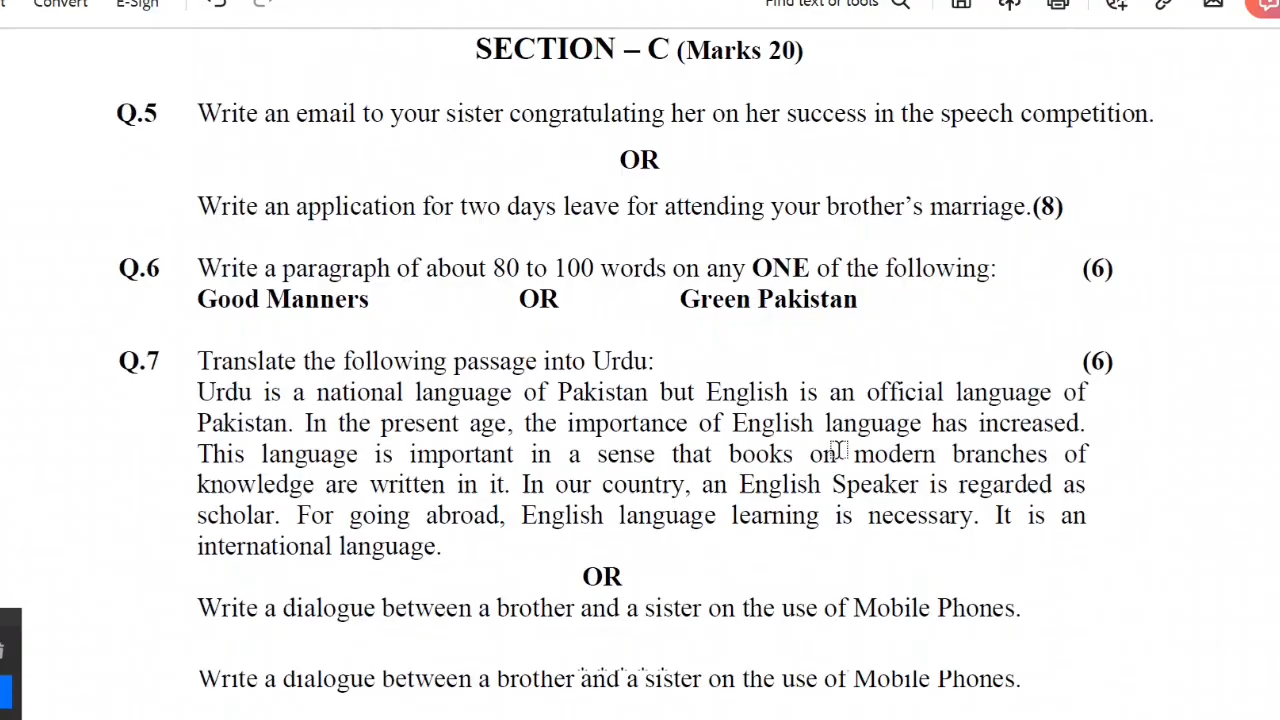 Convert E-Sign Find text or tools
SECTION – C (Marks 20)
Q.5 Write an email to your sister congratulating her on her success in the speech competition.
OR
Write an application for two days leave for attending your brother's marriage.(8)
Q.6 Write a paragraph of about 80 to 100 words on any ONE of the following: (6)
Good Manners OR Green Pakistan
Q.7 Translate the following passage into Urdu: (6)
Urdu is a national language of Pakistan but English is an official language of
Pakistan. In the present age, the importance of English language has increased.
This language is important in a sense that books on modern branches of
knowledge are written in it. In our country, an English Speaker is regarded as
scholar. For going abroad, English language learning is necessary. It is an
international language.
OR
Write a dialogue between a brother and a sister on the use of Mobile Phones.
* * * * *
Write a dialogue between a brother and a sister on the use of Mobile Phones.